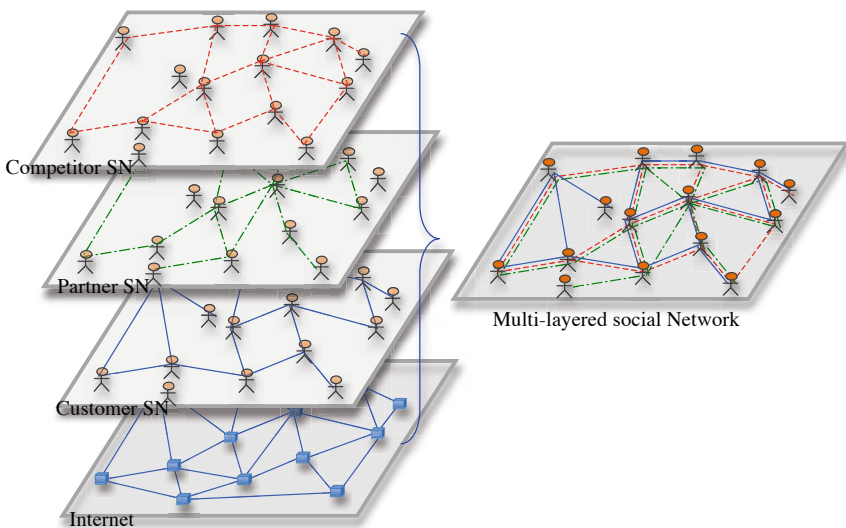 Competitor SN
Partner SN
Customer SN
Internet
Multi-layered social Network